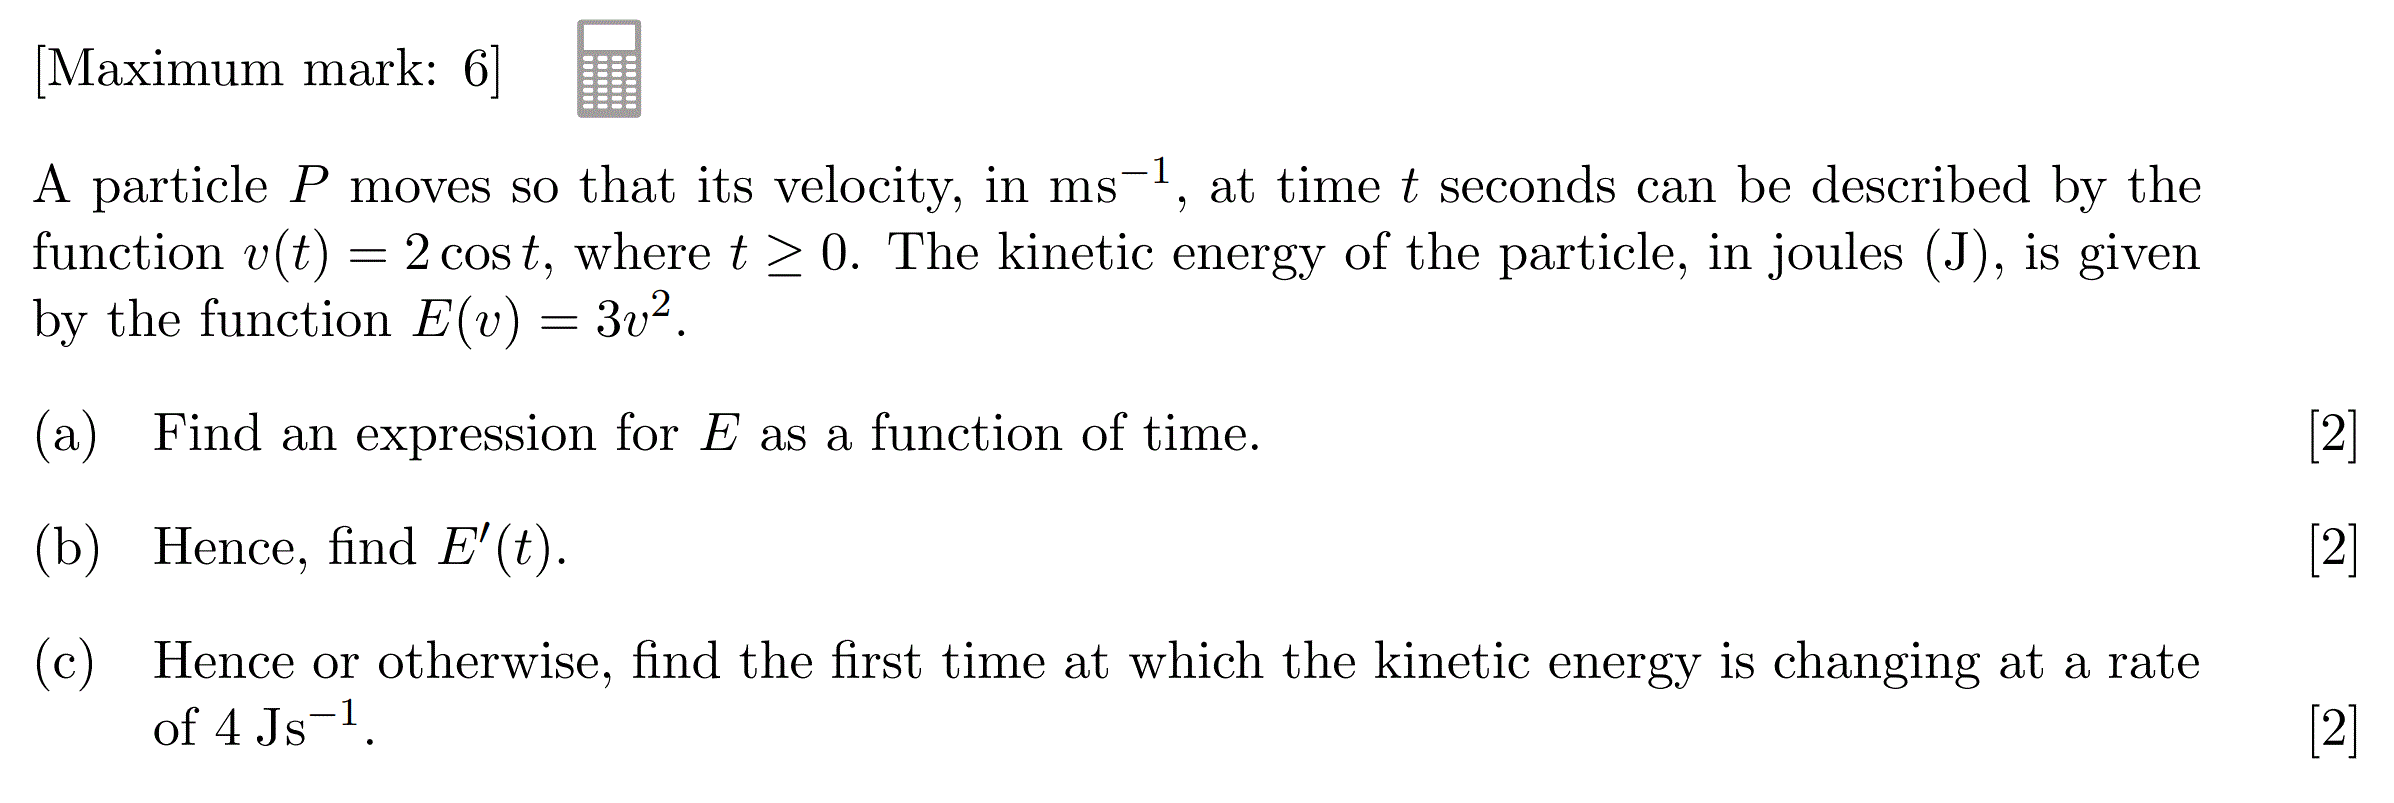 [Maximum mark: 6]
A particle P moves so that its velocity, in ms⁻¹, at time t seconds can be described by the
function v(t) = 2 cos t, where t ≥ 0. The kinetic energy of the particle, in joules (J), is given
by the function E(v) = 3v².
(a) Find an expression for E as a function of time. [2]
(b) Hence, find E′(t). [2]
(c) Hence or otherwise, find the first time at which the kinetic energy is changing at a rate
of 4 Js⁻¹. [2]